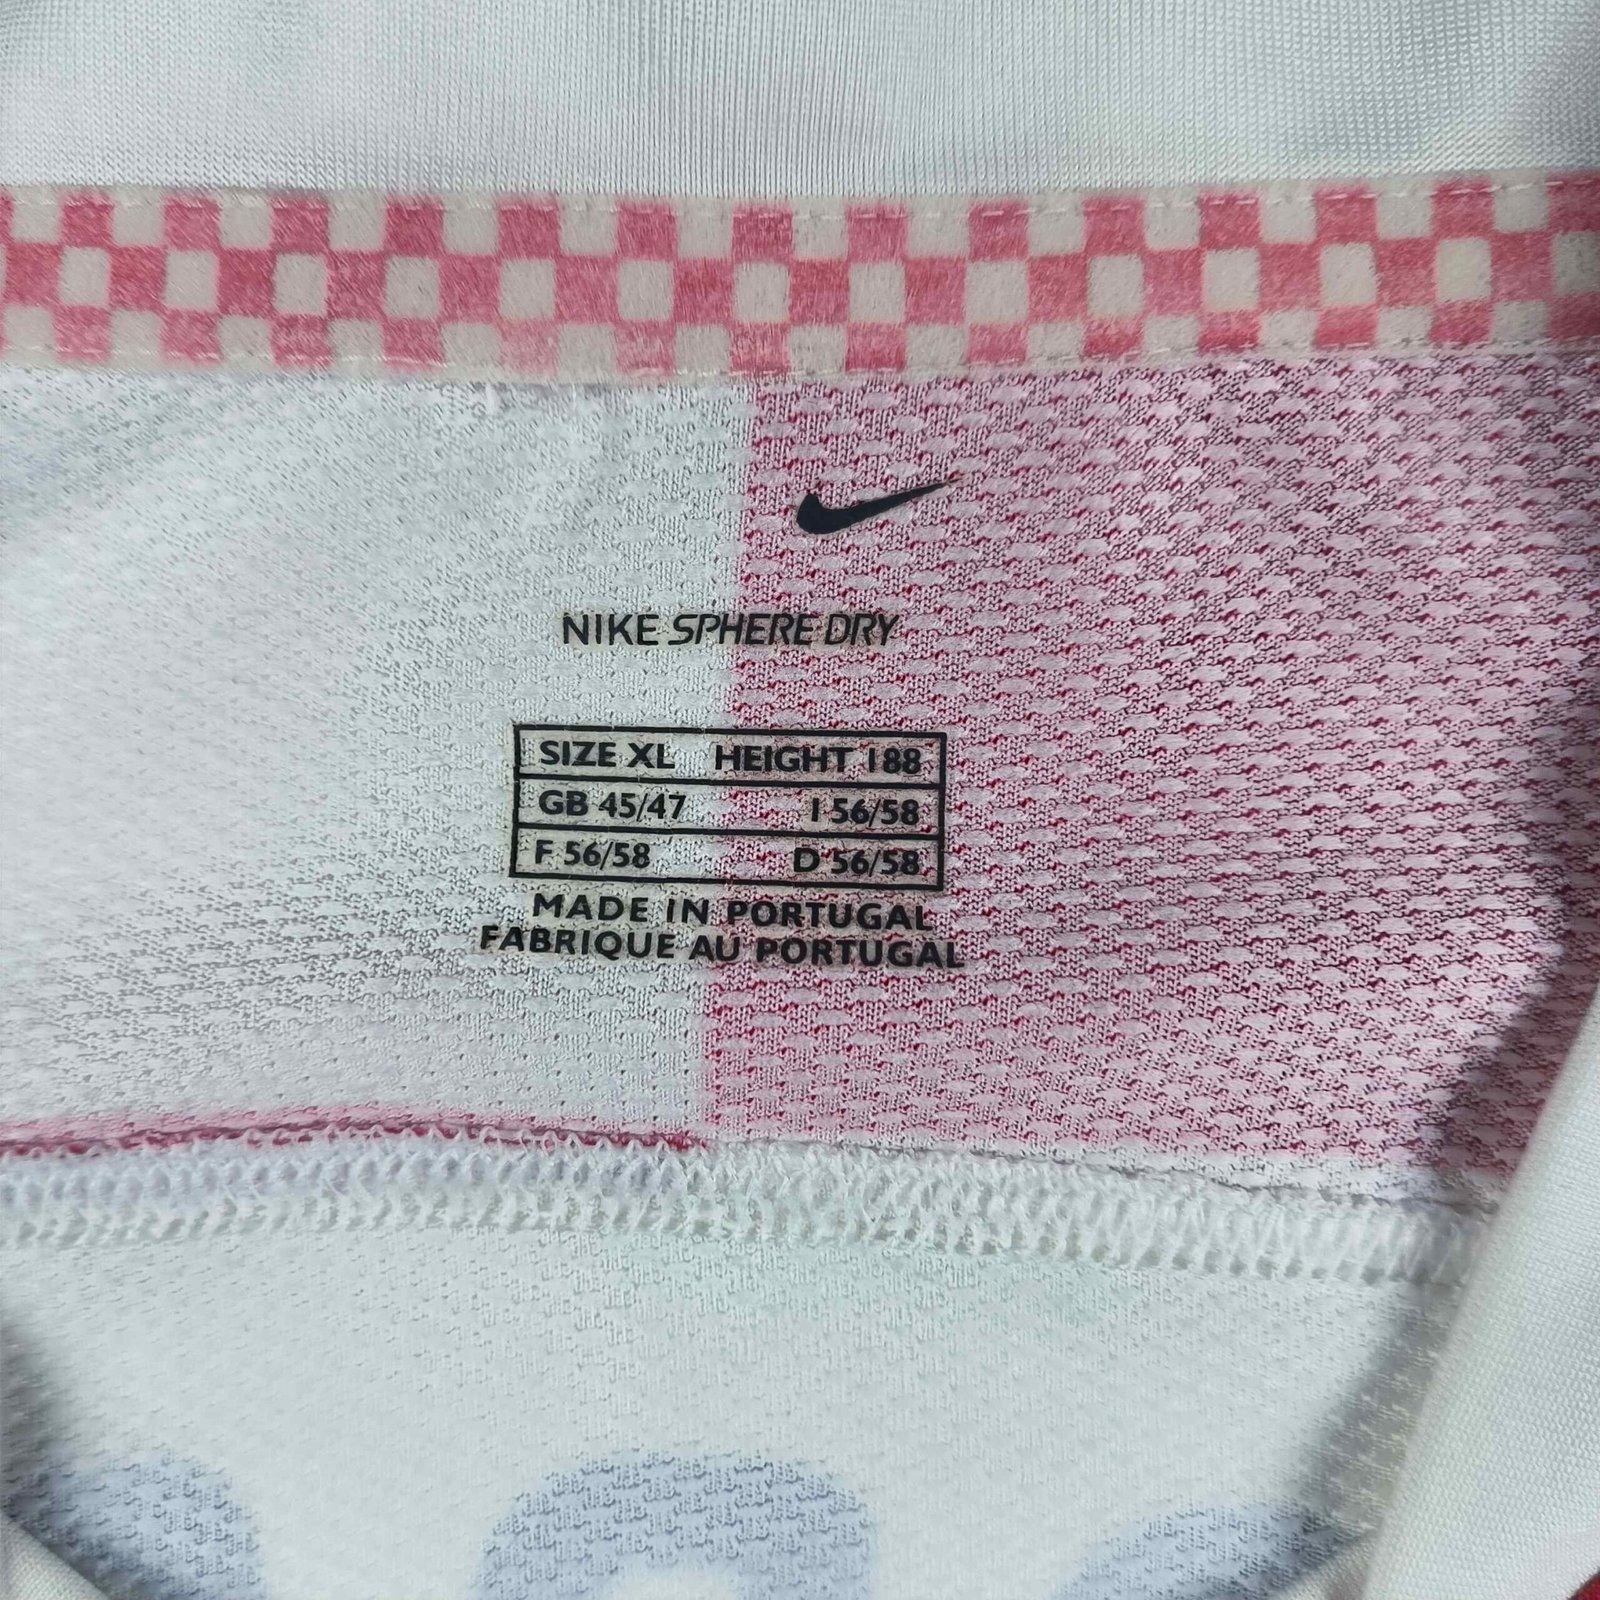 NIKE SPHERE DRY
SIZE XL HEIGHT 188
GB 45/47 I 56/58
F 56/58 D 56/58
MADE IN PORTUGAL
FABRIQUE AU PORTUGAL